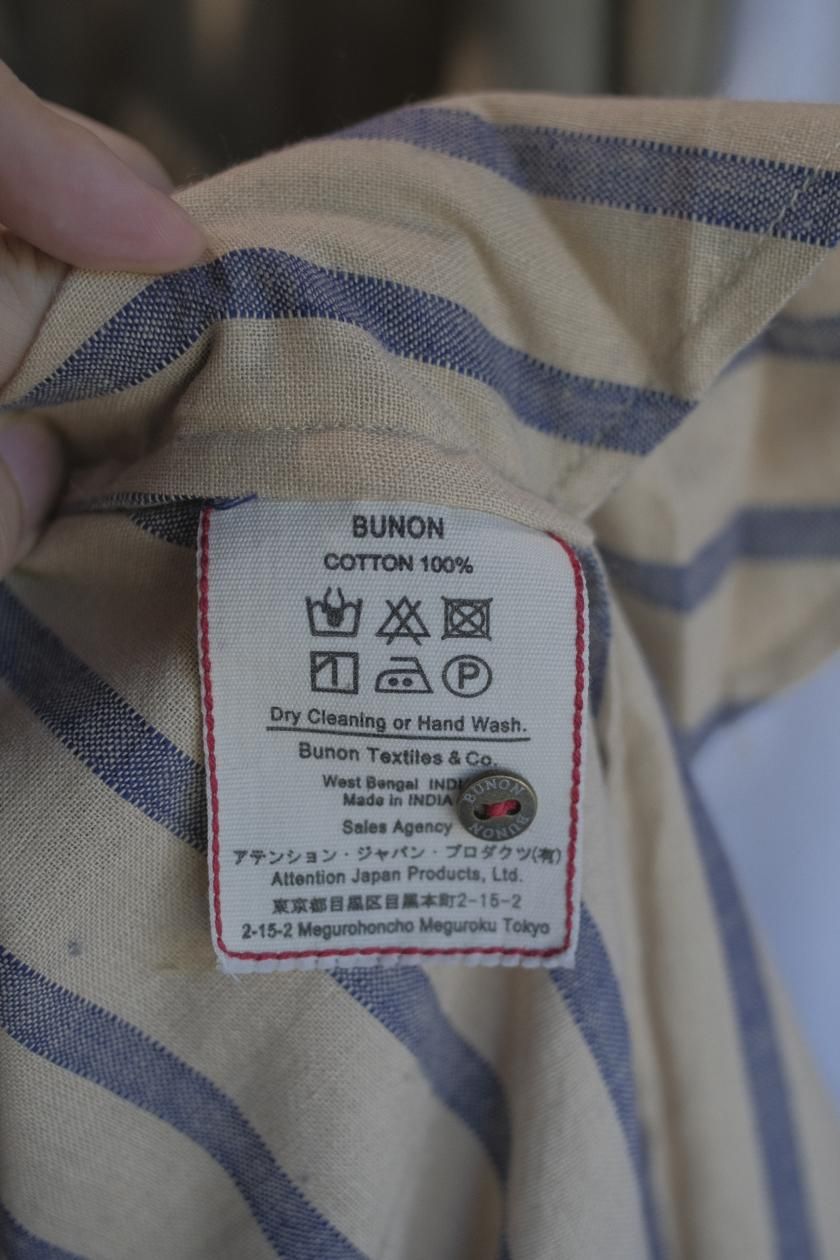 BUNON
COTTON 100%
P
Dry Cleaning or Hand Wash.
Bunon Textiles & Co.
West Bengal
Made in INDIA
Sales Agency
BUNON
BUNON
アテンション・ジャパン・プロダクツ(有)
Attention Japan Products, Ltd.
東京都目黒区目黒本町2-15-2
2-15-2 Megurohoncho Meguroku Tokyo